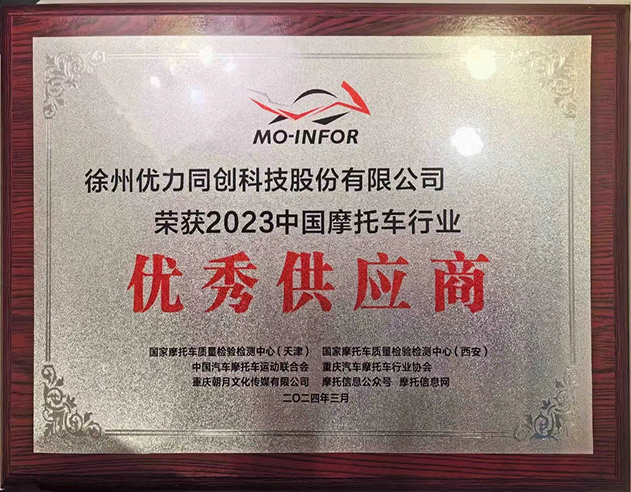 MO-INFOR
徐州优力同创科技股份有限公司
荣获2023中国摩托车行业
优秀供应商
国家摩托车质量检验检测中心(天津) 国家摩托车质量检验检测中心(西安)
中国汽车摩托车运动联合会 重庆汽车摩托车行业协会
重庆朝月文化传媒有限公司 摩托信息公众号 摩托信息网
二〇二四年三月